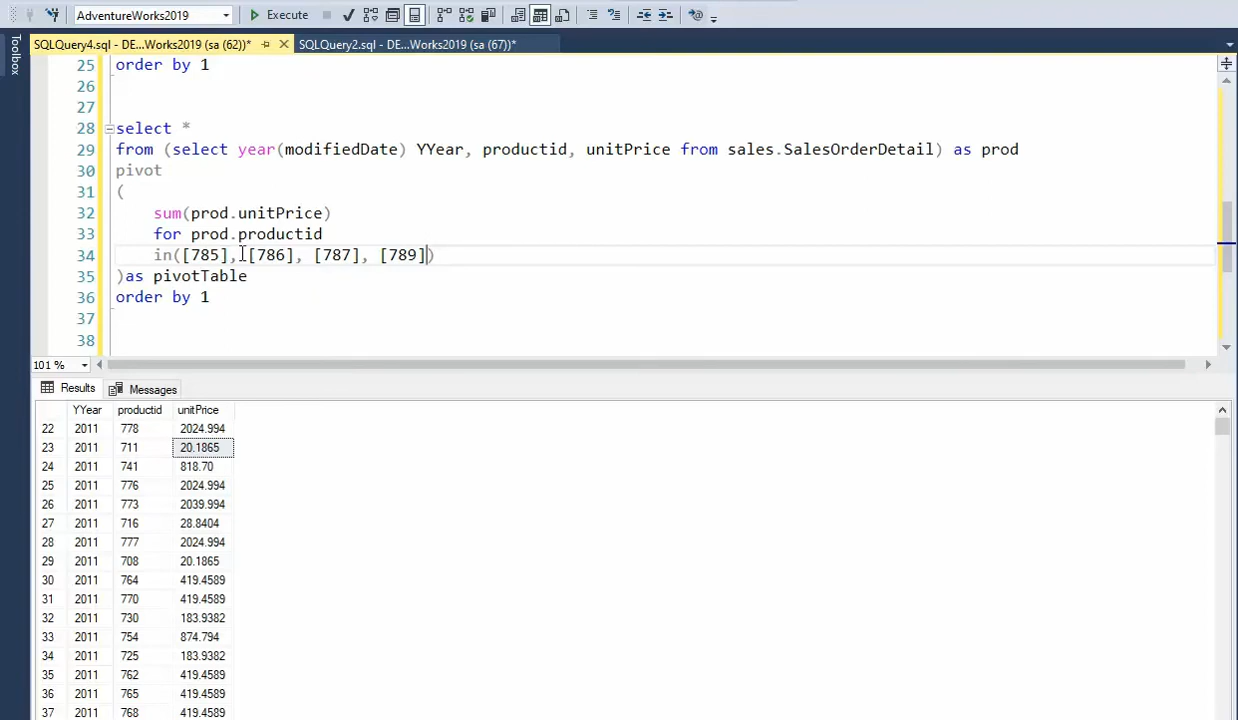 AdventureWorks2019 Execute
Toolbox
SQLQuery4.sql - DE...Works2019 (sa (62))* SQLQuery2.sql - DE...Works2019 (sa (67))*
25 order by 1
26
27
28 select *
29 from (select year(modifiedDate) YYear, productid, unitPrice from sales.SalesOrderDetail) as prod
30 pivot
31 (
32 sum(prod.unitPrice)
33 for prod.productid
34 in([785],[786], [787], [789])
35 )as pivotTable
36 order by 1
37
38
101 %
Results Messages
YYear productid unitPrice
22 2011 778 2024.994
23 2011 711 20.1865
24 2011 741 818.70
25 2011 776 2024.994
26 2011 773 2039.994
27 2011 716 28.8404
28 2011 777 2024.994
29 2011 708 20.1865
30 2011 764 419.4589
31 2011 770 419.4589
32 2011 730 183.9382
33 2011 754 874.794
34 2011 725 183.9382
35 2011 762 419.4589
36 2011 765 419.4589
37 2011 768 419.4589